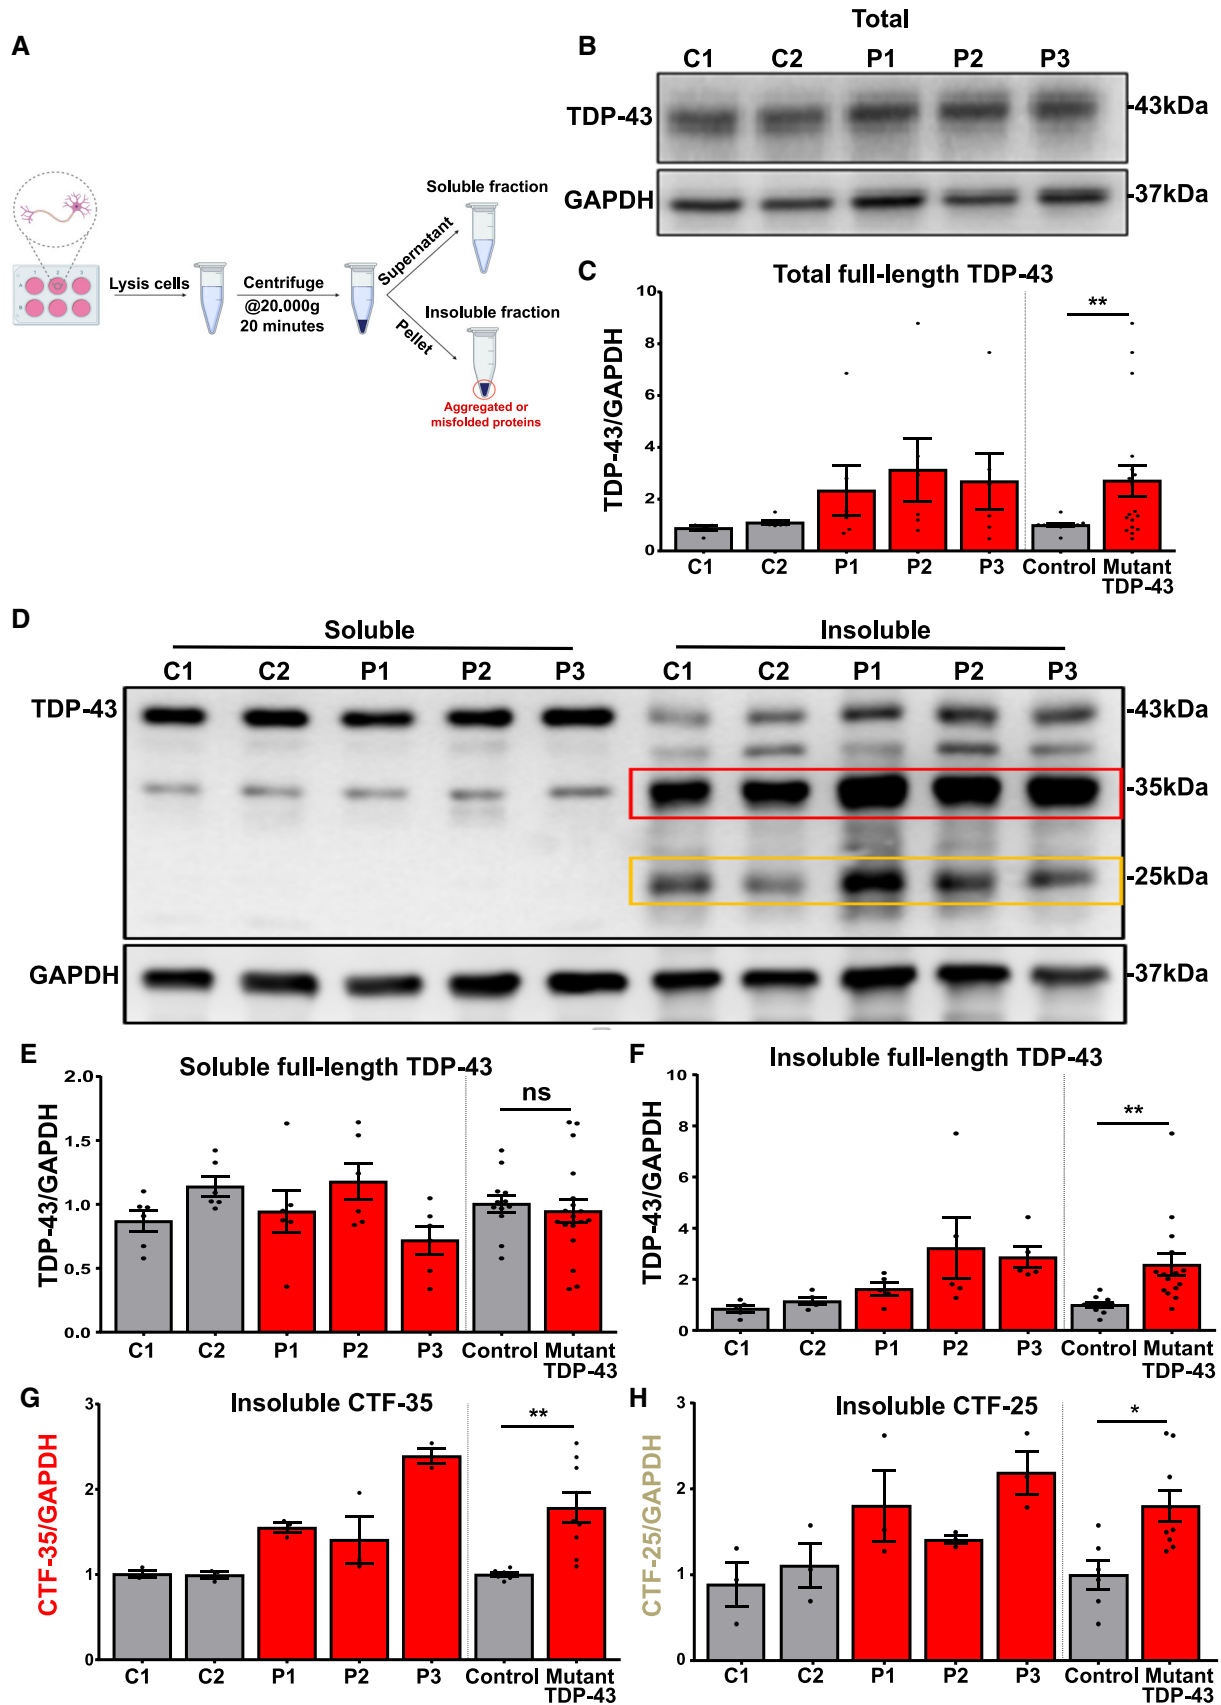 A
Lysis cells
Centrifuge
@20,000g
20 minutes
Supernatant
Pellet
Soluble fraction
Insoluble fraction
Aggregated or
misfolded proteins
B
Total
C1 C2 P1 P2 P3
TDP-43
-43kDa
GAPDH
-37kDa
C
Total full-length TDP-43
TDP-43/GAPDH
10
8
6
4
2
0
**
C1 C2 P1 P2 P3 Control Mutant
TDP-43
D
Soluble Insoluble
C1 C2 P1 P2 P3 C1 C2 P1 P2 P3
TDP-43
-43kDa
-35kDa
-25kDa
GAPDH
-37kDa
E
Soluble full-length TDP-43
TDP-43/GAPDH
2.0
1.5
1.0
0.5
0.0
ns
C1 C2 P1 P2 P3 Control Mutant
TDP-43
F
Insoluble full-length TDP-43
TDP-43/GAPDH
10
8
6
4
2
0
**
C1 C2 P1 P2 P3 Control Mutant
TDP-43
G
Insoluble CTF-35
CTF-35/GAPDH
3
2
1
0
**
C1 C2 P1 P2 P3 Control Mutant
TDP-43
H
Insoluble CTF-25
CTF-25/GAPDH
3
2
1
0
*
C1 C2 P1 P2 P3 Control Mutant
TDP-43